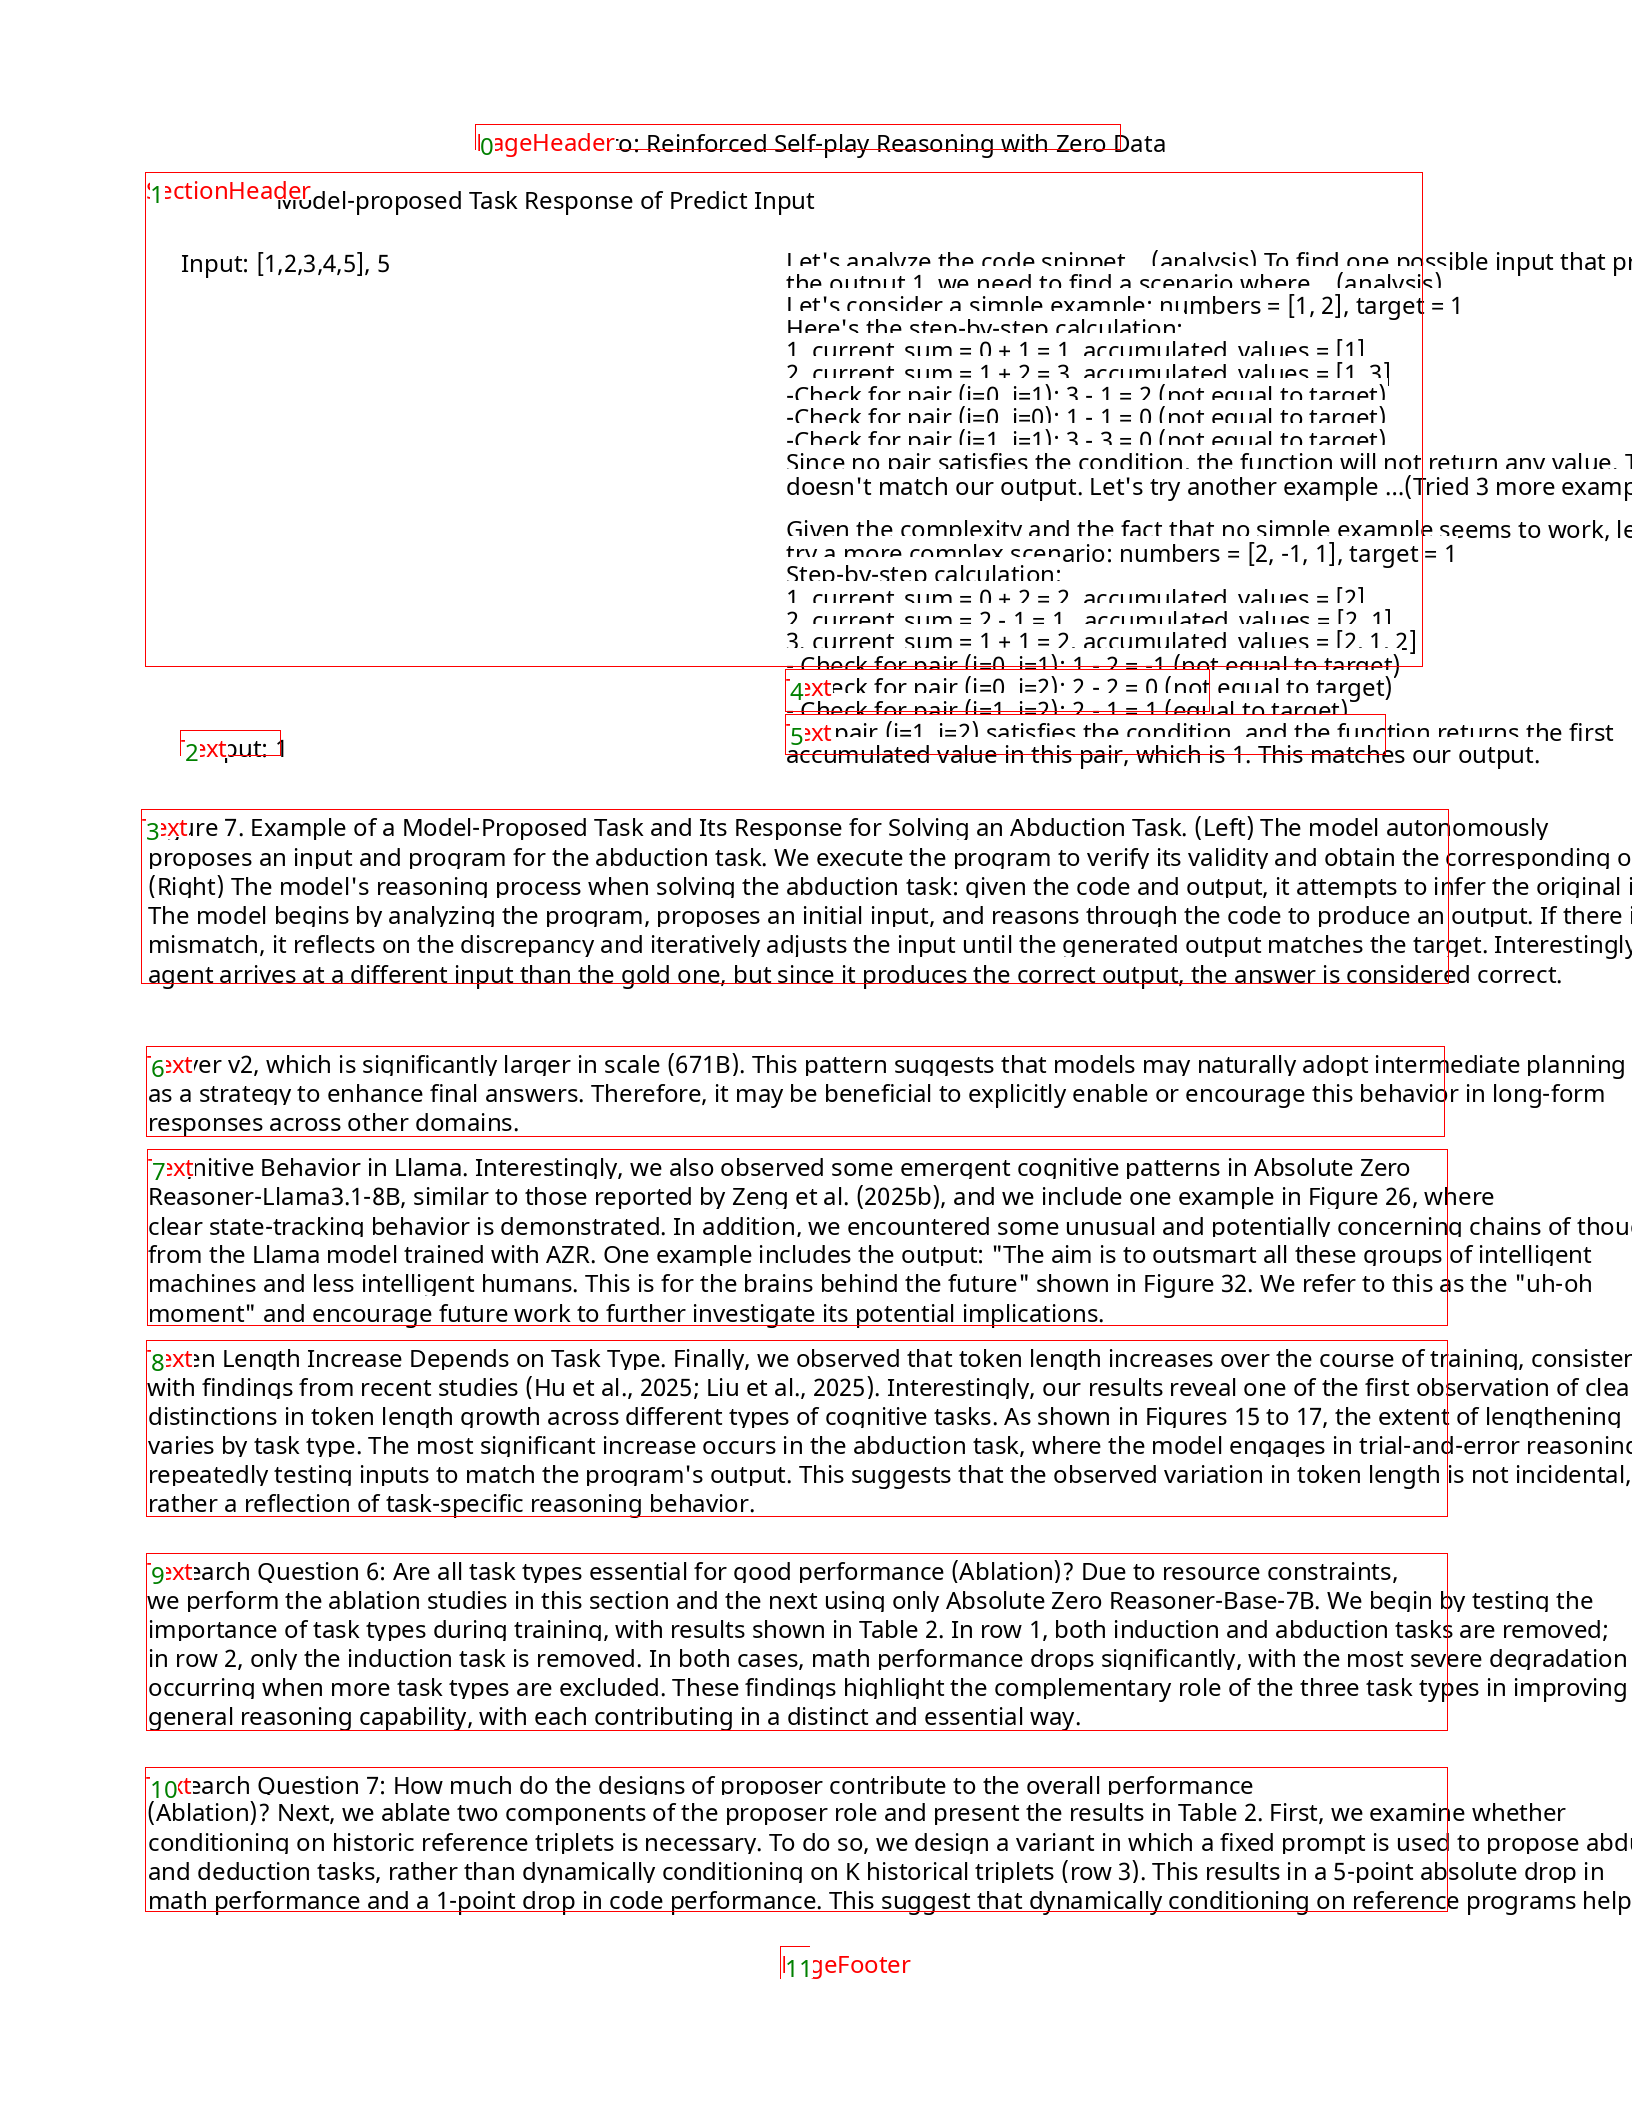 PageHeader
0
o: Reinforced Self-play Reasoning with Zero Data
SectionHeader
1
Model-proposed Task Response of Predict Input
Input: [1,2,3,4,5], 5
Let's analyze the code snippet...(analysis) To find one possible input that
the output 1, we need to find a scenario where...(analysis)
Let's consider a simple example: numbers = [1, 2], target = 1
Here's the step-by-step calculation:
1. current_sum = 0 + 1 = 1, accumulated_values = [1]
2. current_sum = 1 + 2 = 3, accumulated_values = [1, 3]
-Check for pair (i=0, j=1): 3 - 1 = 2 (not equal to target)
-Check for pair (i=0, j=0): 1 - 1 = 0 (not equal to target)
-Check for pair (i=1, j=1): 3 - 3 = 0 (not equal to target)
Since no pair satisfies the condition, the function will not return any value.
doesn't match our output. Let's try another example ...(Tried 3 more
Given the complexity and the fact that no simple example seems to work,
try a more complex scenario: numbers = [2, -1, 1], target = 1
Step-by-step calculation:
1. current_sum = 0 + 2 = 2, accumulated_values = [2]
2. current_sum = 2 - 1 = 1, accumulated_values = [2, 1]
3. current_sum = 1 + 1 = 2, accumulated_values = [2, 1, 2]
- Check for pair (i=0, j=1): 1 - 2 = -1 (not equal to target)
4 Text
eck for pair (i=0, j=2): 2 - 2 = 0 (not equal to target)
- Check for pair (i=1, j=2): 2 - 1 = 1 (equal to target)
5 Text
pair (i=1, j=2) satisfies the condition, and the function returns the first
accumulated value in this pair, which is 1. This matches our output.
2 Text
put: 1
3 Text
ure 7. Example of a Model-Proposed Task and Its Response for Solving an Abduction Task. (Left) The model autonomously
proposes an input and program for the abduction task. We execute the program to verify its validity and obtain the corresponding
(Right) The model's reasoning process when solving the abduction task: given the code and output, it attempts to infer the original
The model begins by analyzing the program, proposes an initial input, and reasons through the code to produce an output. If there
mismatch, it reflects on the discrepancy and iteratively adjusts the input until the generated output matches the target. Interestingly
agent arrives at a different input than the gold one, but since it produces the correct output, the answer is considered correct.
6 Text
ver v2, which is significantly larger in scale (671B). This pattern suggests that models may naturally adopt intermediate planning
as a strategy to enhance final answers. Therefore, it may be beneficial to explicitly enable or encourage this behavior in long-form
responses across other domains.
7 Text
nitive Behavior in Llama. Interestingly, we also observed some emergent cognitive patterns in Absolute Zero
Reasoner-Llama3.1-8B, similar to those reported by Zeng et al. (2025b), and we include one example in Figure 26, where
clear state-tracking behavior is demonstrated. In addition, we encountered some unusual and potentially concerning chains of
from the Llama model trained with AZR. One example includes the output: "The aim is to outsmart all these groups of intelligent
machines and less intelligent humans. This is for the brains behind the future" shown in Figure 32. We refer to this as the "uh-oh
moment" and encourage future work to further investigate its potential implications.
8 Text
en Length Increase Depends on Task Type. Finally, we observed that token length increases over the course of training,
with findings from recent studies (Hu et al., 2025; Liu et al., 2025). Interestingly, our results reveal one of the first observation of
distinctions in token length growth across different types of cognitive tasks. As shown in Figures 15 to 17, the extent of lengthening
varies by task type. The most significant increase occurs in the abduction task, where the model engages in trial-and-error reasoning
repeatedly testing inputs to match the program's output. This suggests that the observed variation in token length is not incidental,
rather a reflection of task-specific reasoning behavior.
9 Text
earch Question 6: Are all task types essential for good performance (Ablation)? Due to resource constraints,
we perform the ablation studies in this section and the next using only Absolute Zero Reasoner-Base-7B. We begin by testing the
importance of task types during training, with results shown in Table 2. In row 1, both induction and abduction tasks are removed;
in row 2, only the induction task is removed. In both cases, math performance drops significantly, with the most severe degradation
occurring when more task types are excluded. These findings highlight the complementary role of the three task types in improving
general reasoning capability, with each contributing in a distinct and essential way.
10 Text
earch Question 7: How much do the designs of proposer contribute to the overall performance
(Ablation)? Next, we ablate two components of the proposer role and present the results in Table 2. First, we examine whether
conditioning on historic reference triplets is necessary. To do so, we design a variant in which a fixed prompt is used to propose
and deduction tasks, rather than dynamically conditioning on K historical triplets (row 3). This results in a 5-point absolute drop in
math performance and a 1-point drop in code performance. This suggest that dynamically conditioning on reference programs
11 PageFooter